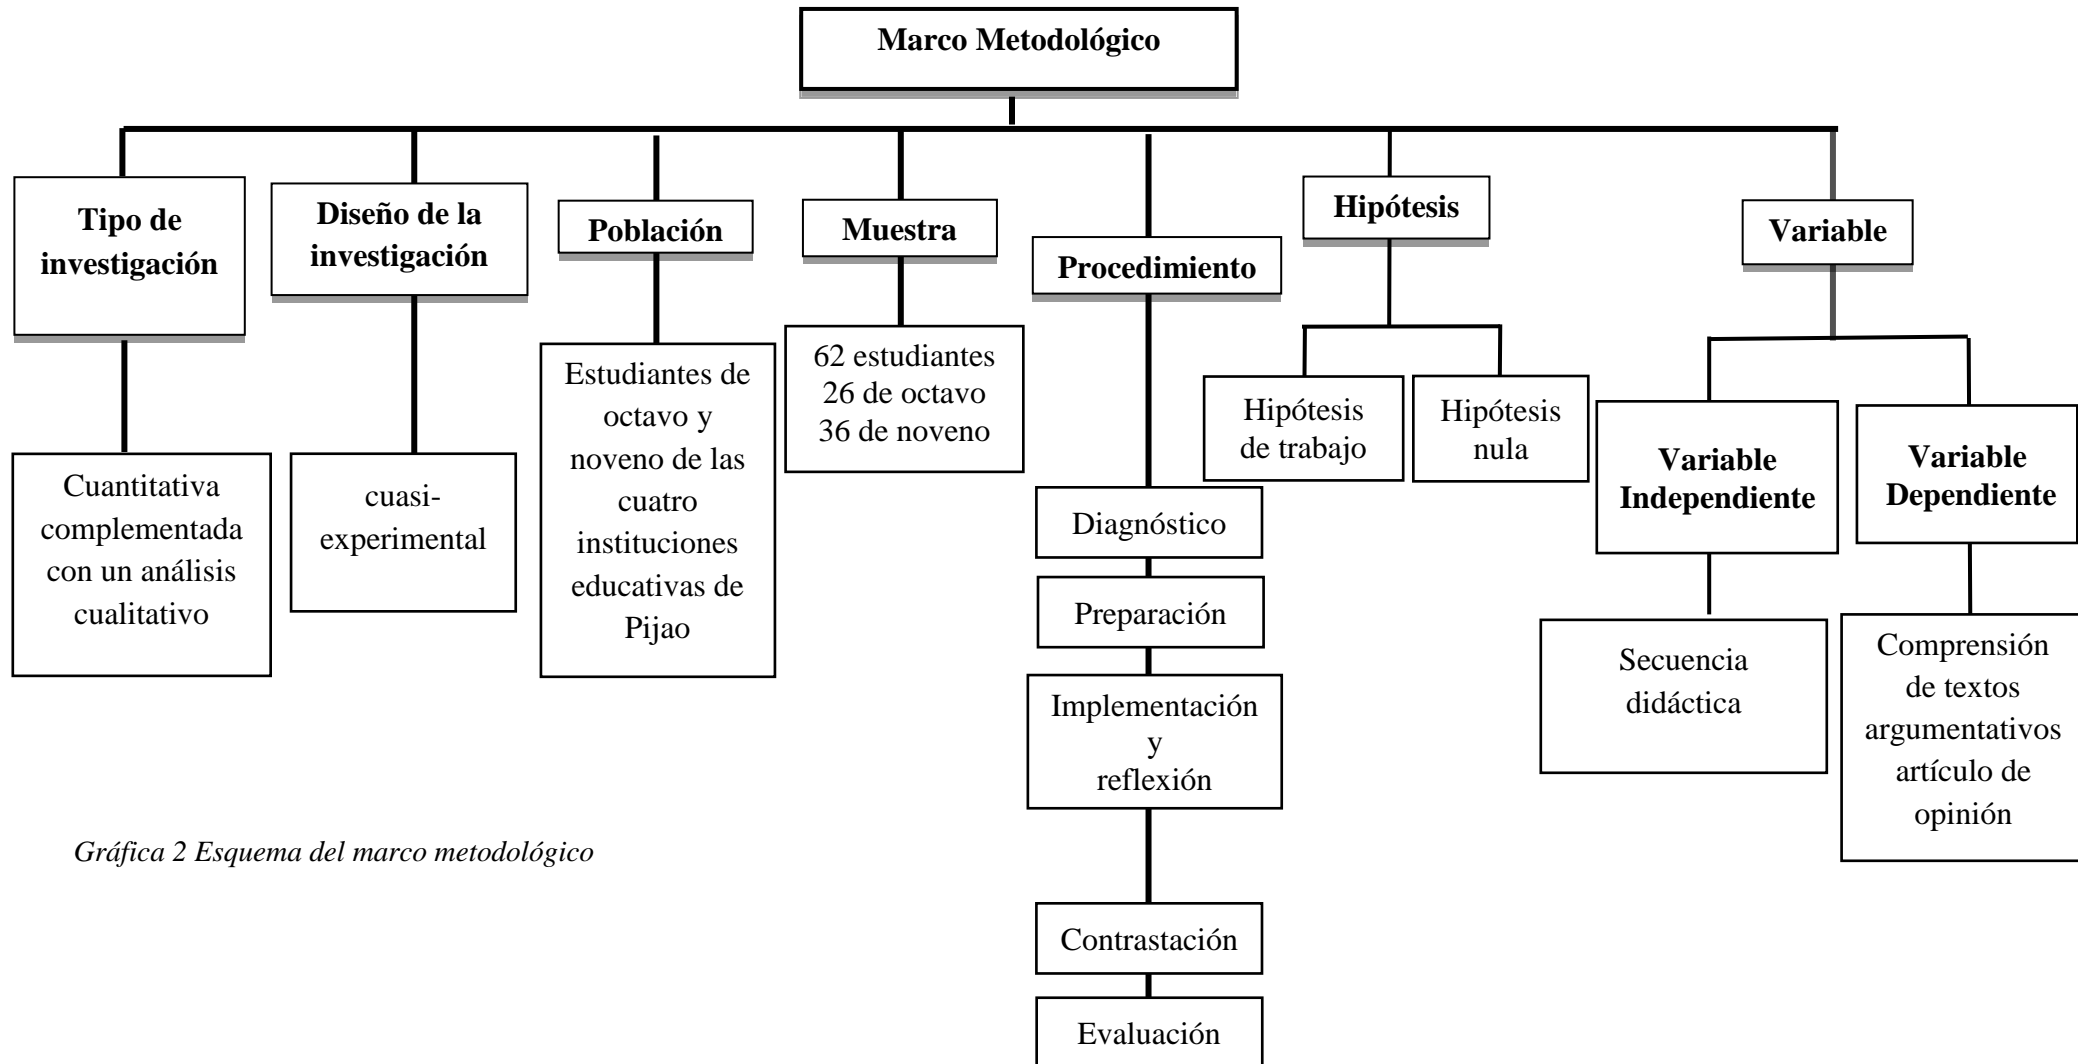 Marco Metodológico
Tipo de
investigación
Cuantitativa
complementada
con un análisis
cualitativo
Diseño de la
investigación
cuasi-
experimental
Población
Estudiantes de
octavo y
noveno de las
cuatro
instituciones
educativas de
Pijao
Muestra
62 estudiantes
26 de octavo
36 de noveno
Procedimiento
Diagnóstico
Preparación
Implementación
y
reflexión
Contrastación
Evaluación
Hipótesis
Hipótesis
de trabajo
Hipótesis
nula
Variable
Variable
Independiente
Secuencia
didáctica
Variable
Dependiente
Comprensión
de textos
argumentativos
artículo de
opinión
Gráfica 2 Esquema del marco metodológico